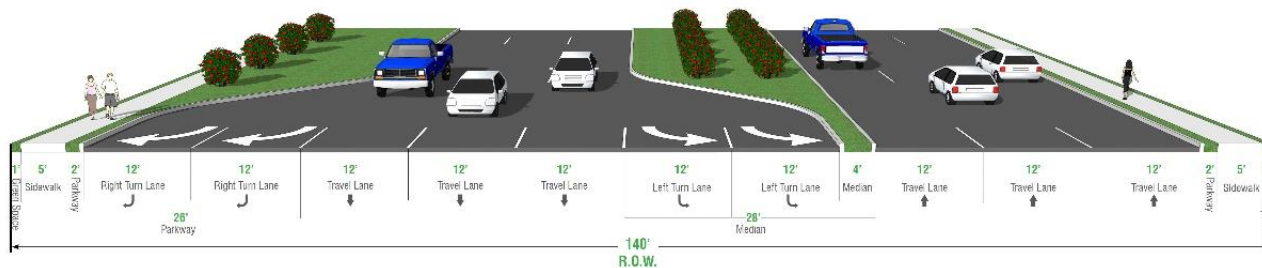 1' 5' 2' 12' 12' 12' 12' 12' 12' 12' 4' 12' 12' 12' 2' 5'
Green Space Sidewalk Parkway Right Turn Lane Right Turn Lane Travel Lane Travel Lane Travel Lane Left Turn Lane Left Turn Lane Median Travel Lane Travel Lane Travel Lane Parkway Sidewalk
26' 28'
Parkway Median
140'
R.O.W.